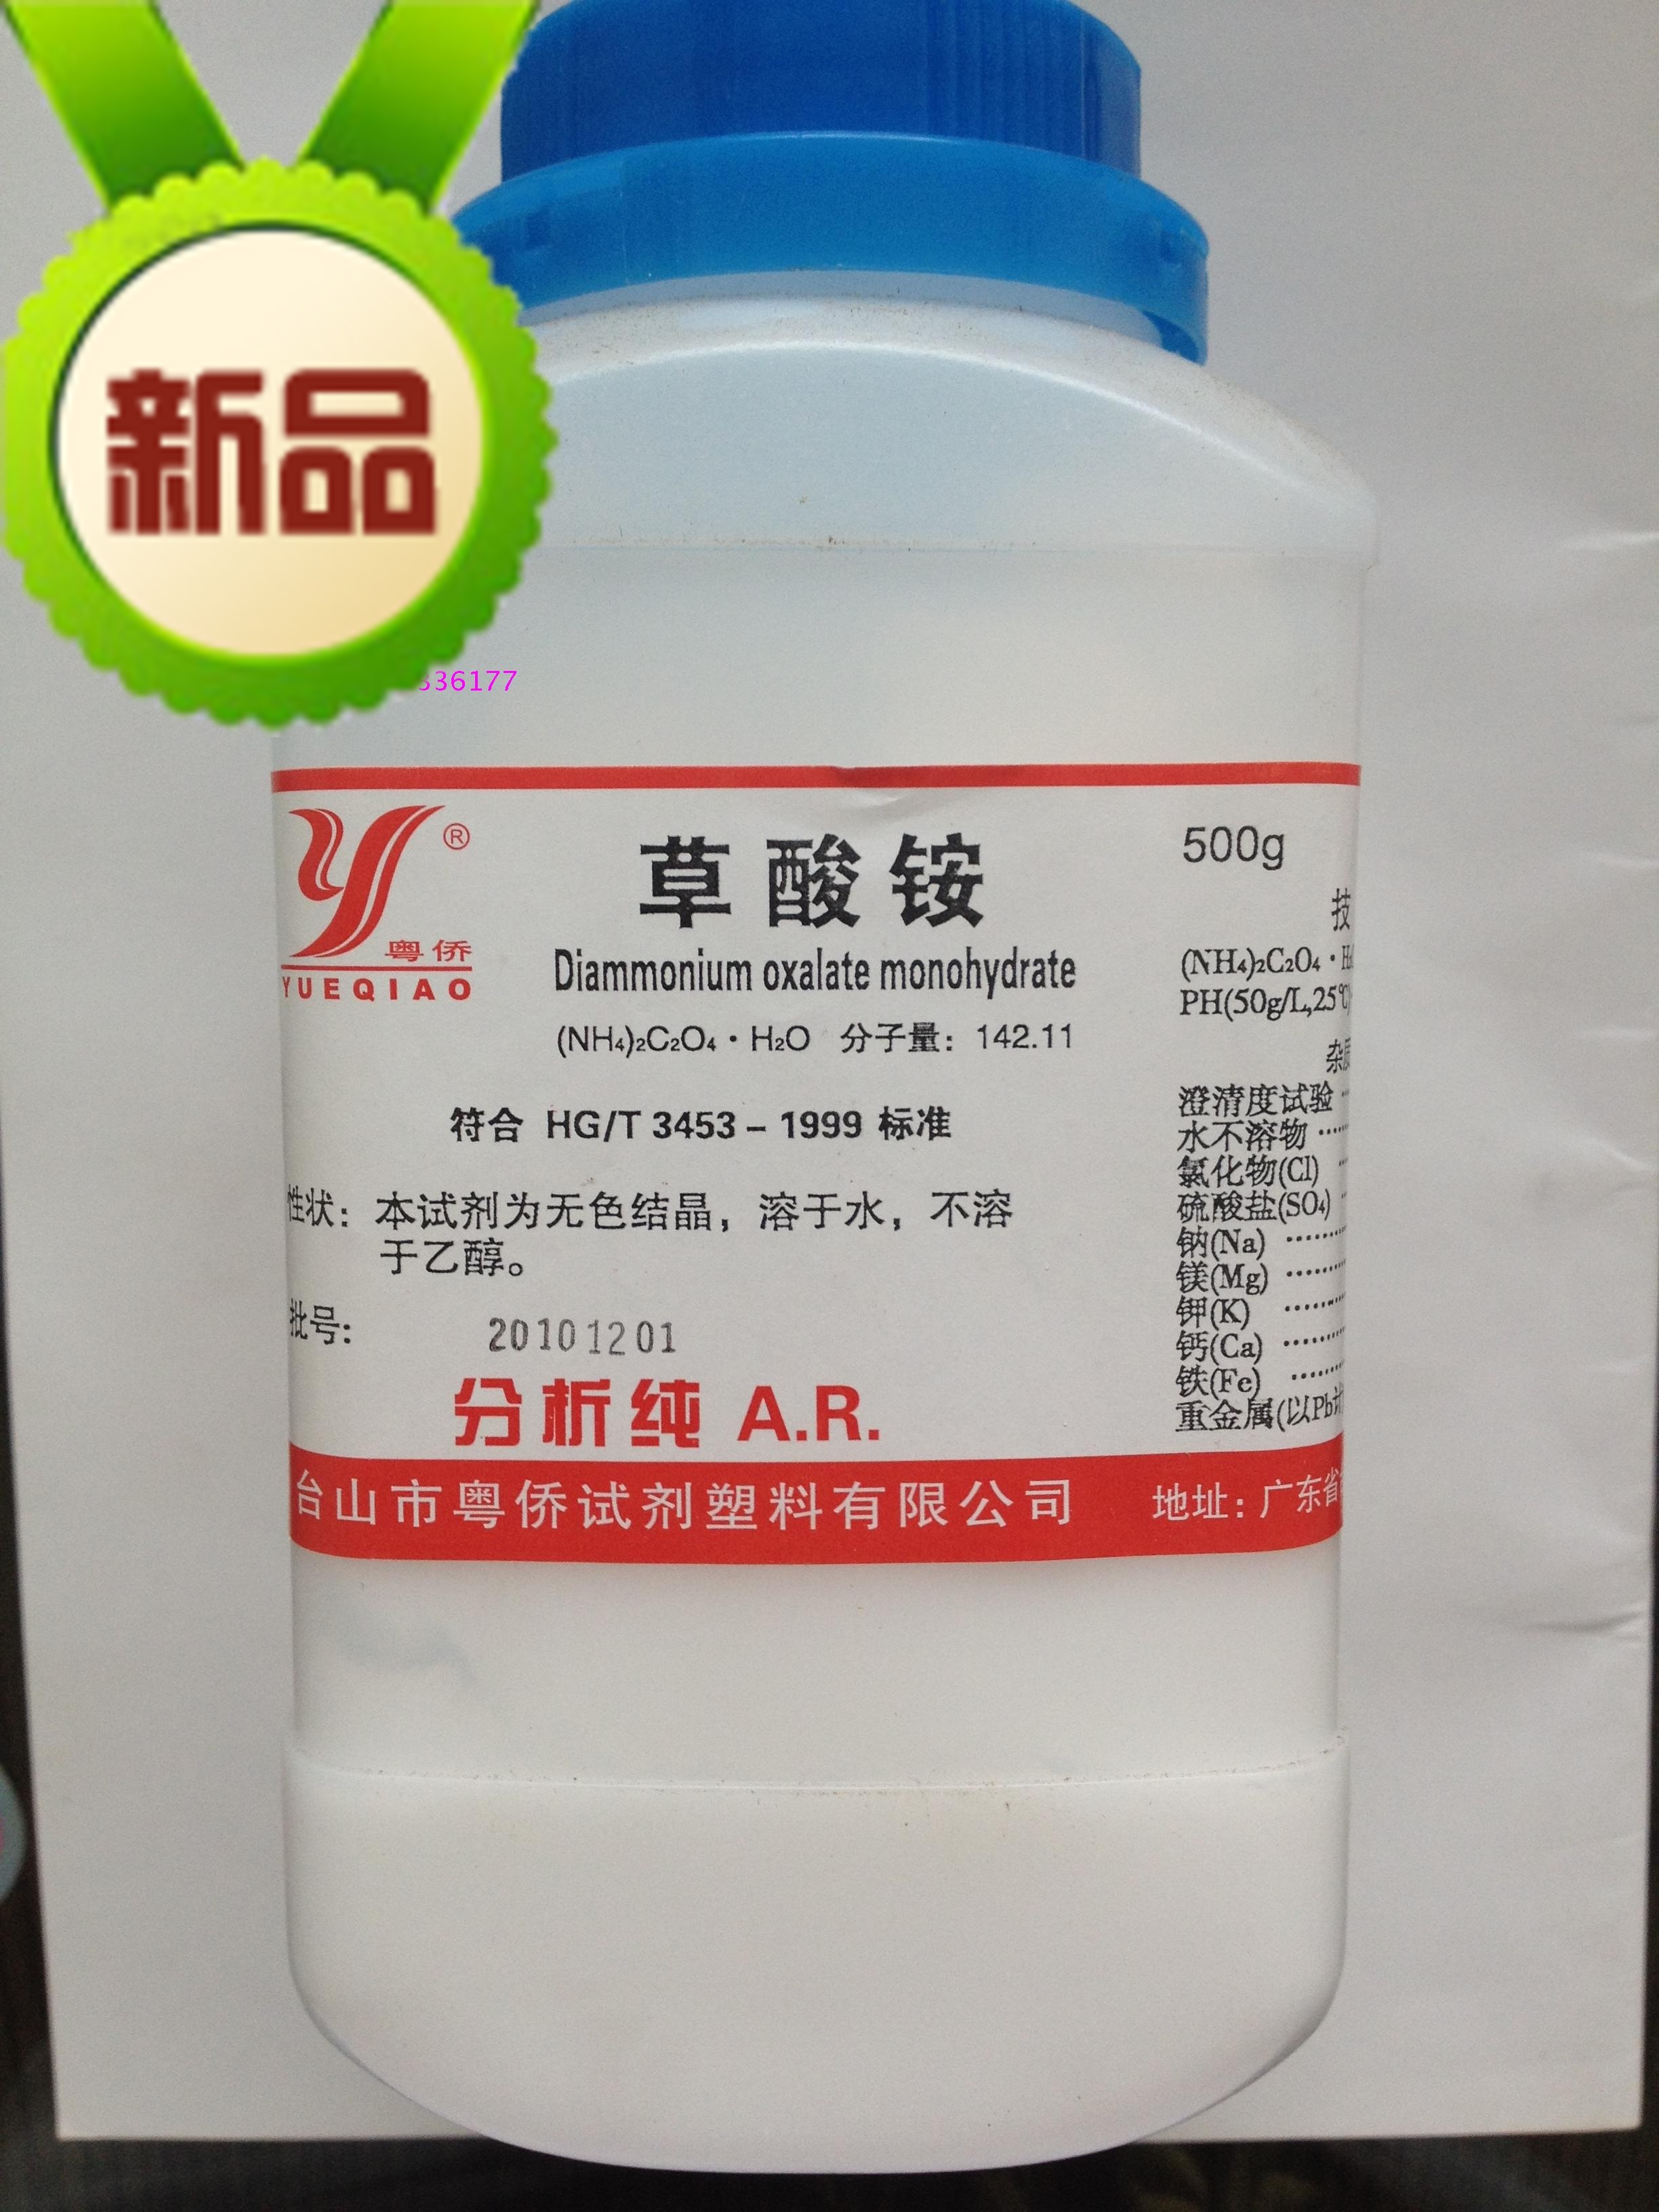 新品
336177
®
粤侨
YUEQIAO
草酸铵
500g
Diammonium oxalate monohydrate
(NH₄)₂C₂O₄·H₂O 分子量：142.11
符合 HG/T 3453-1999 标准
性状：本试剂为无色结晶，溶于水，不溶
于乙醇。
批号：
20101201
分析纯 A.R.
台山市粤侨试剂塑料有限公司
技
(NH₄)₂C₂O₄·H
PH(50g/L,25℃
杂质
澄清度试验
水不溶物
氯化物(Cl)
硫酸盐(SO₄)
钠(Na)
镁(Mg)
钾(K)
钙(Ca)
铁(Fe)
重金属(以Pb计
地址：广东省